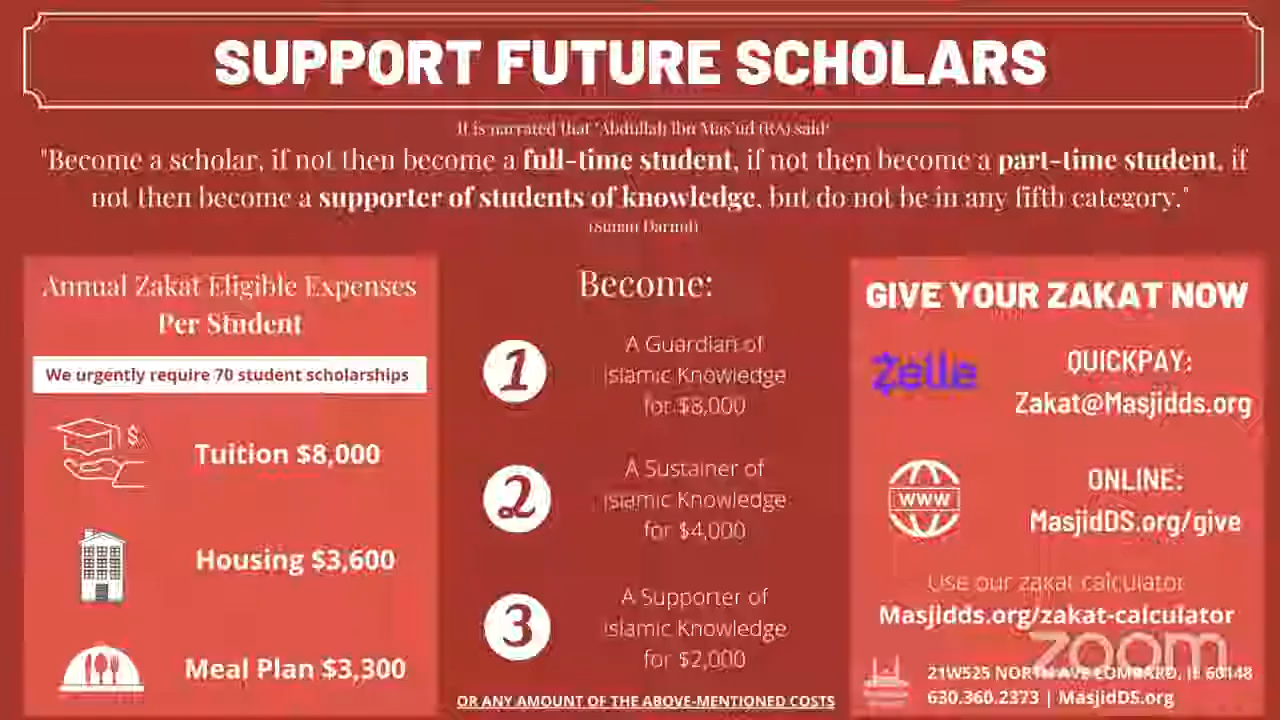 SUPPORT FUTURE SCHOLARS
It is narrated that 'Abdullah Ibn Mas'ud (RA) said:
"Become a scholar, if not then become a full-time student, if not then become a part-time student, if
not then become a supporter of students of knowledge, but do not be in any fifth category."
(Sunan Darimi)
Annual Zakat Eligible Expenses
Per Student
We urgently require 70 student scholarships
$
Tuition $8,000
Housing $3,600
Meal Plan $3,300
Become:
1
A Guardian of
Islamic Knowledge
for $8,000
2
A Sustainer of
Islamic Knowledge
for $4,000
3
A Supporter of
Islamic Knowledge
for $2,000
OR ANY AMOUNT OF THE ABOVE-MENTIONED COSTS
GIVE YOUR ZAKAT NOW
Zelle
QUICKPAY:
Zakat@Masjidds.org
WWW
ONLINE:
MasjidDS.org/give
Use our zakat calculator
Masjidds.org/zakat-calculator
zoom
21W525 NORTH AVE LOMBARD, IL 60148
630.360.2373 | MasjidDS.org